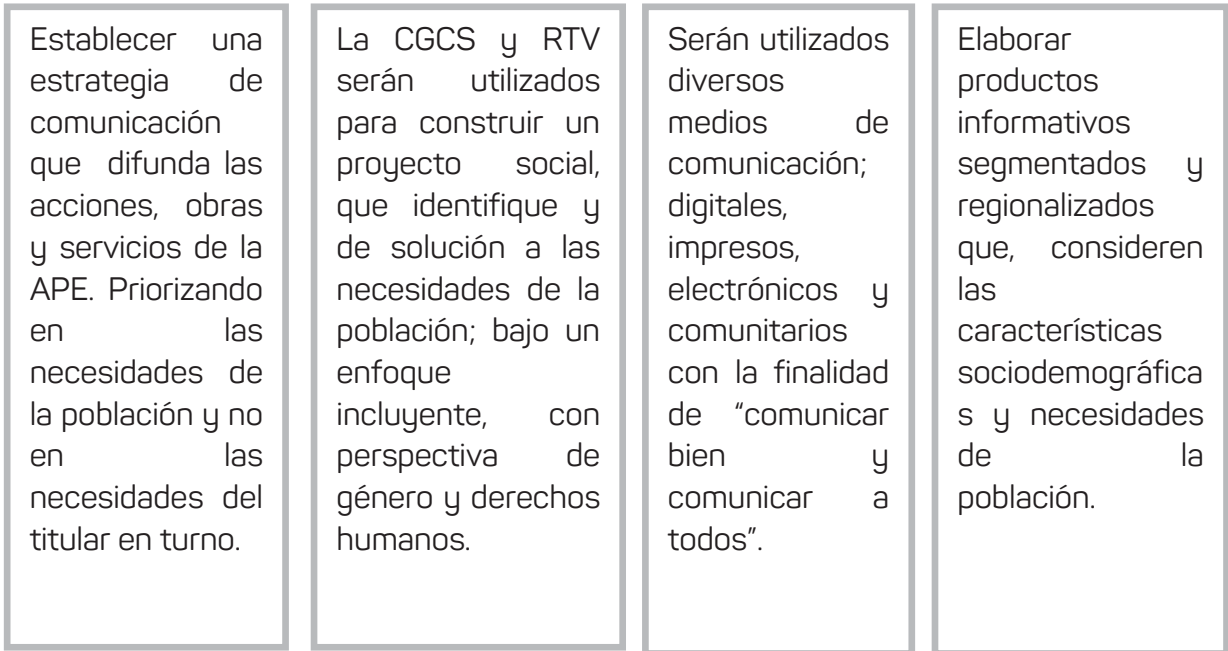 Establecer una
estrategia de
comunicación
que difunda las
acciones, obras
y servicios de la
APE. Priorizando
en las
necesidades de
la población y no
en las
necesidades del
titular en turno.
La CGCS y RTV
serán utilizados
para construir un
proyecto social,
que identifique y
de solución a las
necesidades de la
población; bajo un
enfoque
incluyente, con
perspectiva de
género y derechos
humanos.
Serán utilizados
diversos
medios de
comunicación;
digitales,
impresos,
electrónicos y
comunitarios
con la finalidad
de “comunicar
bien y
comunicar a
todos”.
Elaborar
productos
informativos
segmentados y
regionalizados
que, consideren
las
características
sociodemográfica
s y necesidades
de la
población.